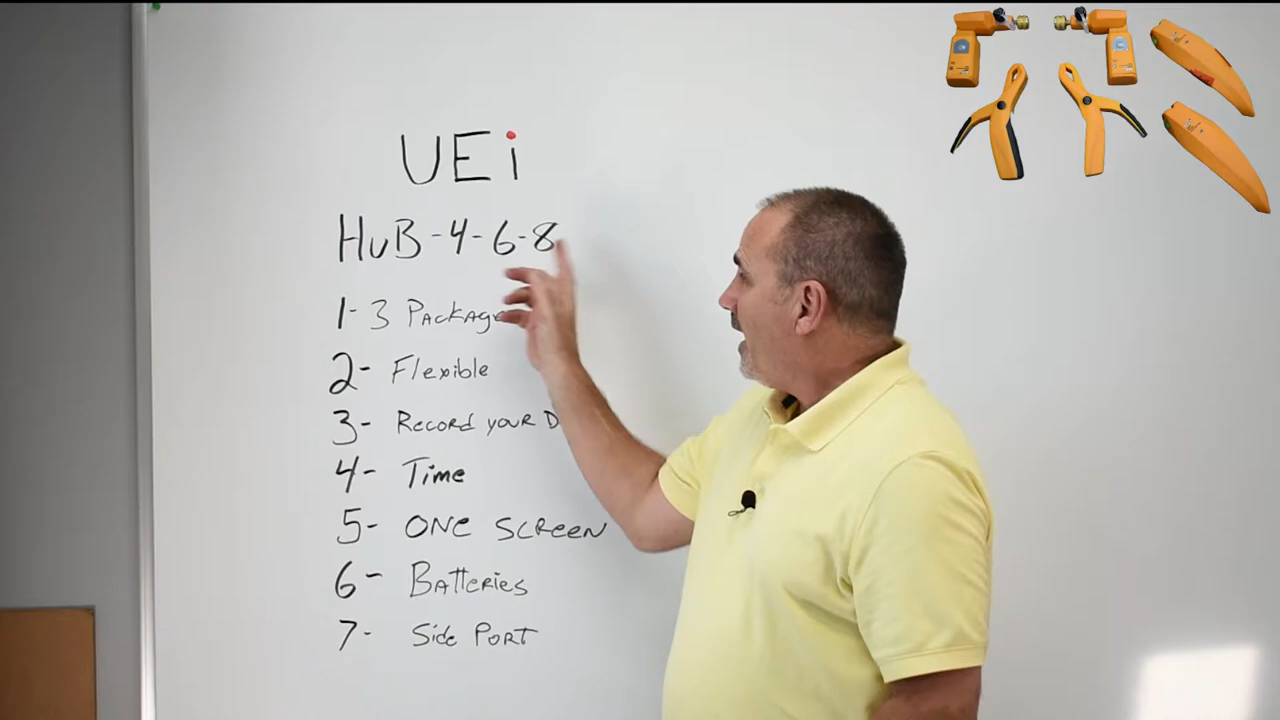 UEi
HuB-4-6-8
1- 3 Package
2- Flexible
3- Record your D
4- Time
5- ONE SCREEN
6- Batteries
7- Side PORT